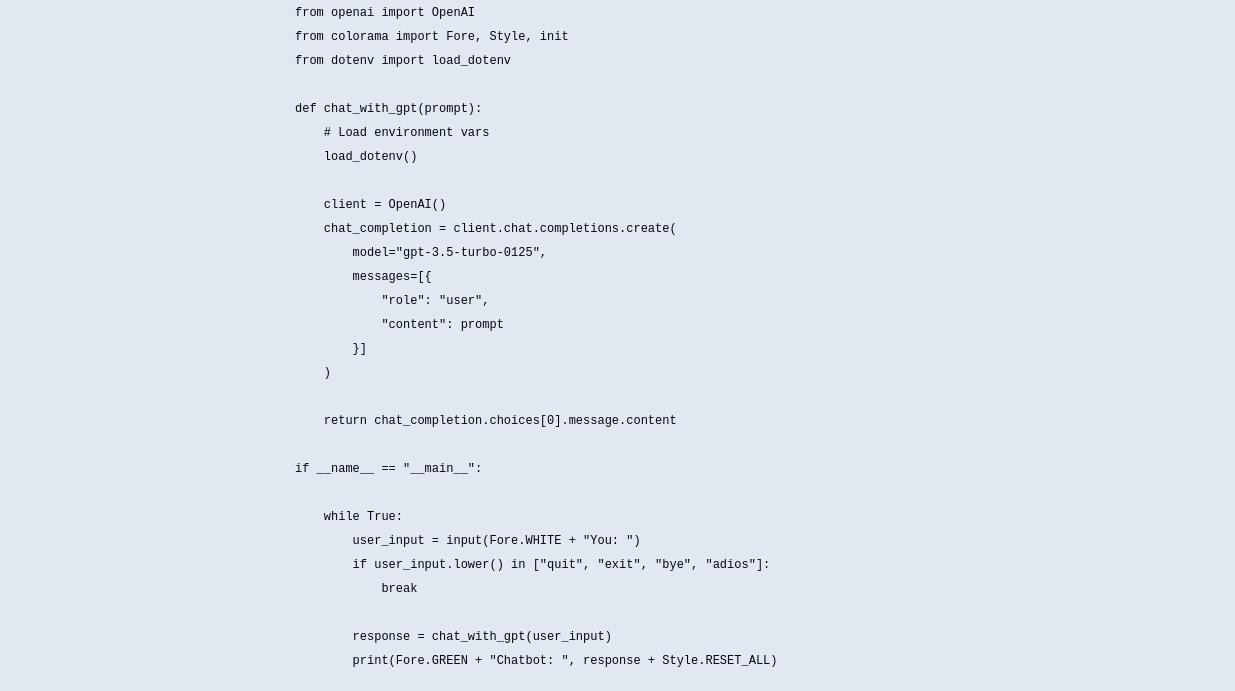 from openai import OpenAI
from colorama import Fore, Style, init
from dotenv import load_dotenv

def chat_with_gpt(prompt):
    # Load environment vars
    load_dotenv()

    client = OpenAI()
    chat_completion = client.chat.completions.create(
        model="gpt-3.5-turbo-0125",
        messages=[{
            "role": "user",
            "content": prompt
        }]
    )

    return chat_completion.choices[0].message.content

if __name__ == "__main__":

    while True:
        user_input = input(Fore.WHITE + "You: ")
        if user_input.lower() in ["quit", "exit", "bye", "adios"]:
            break

        response = chat_with_gpt(user_input)
        print(Fore.GREEN + "Chatbot: ", response + Style.RESET_ALL)